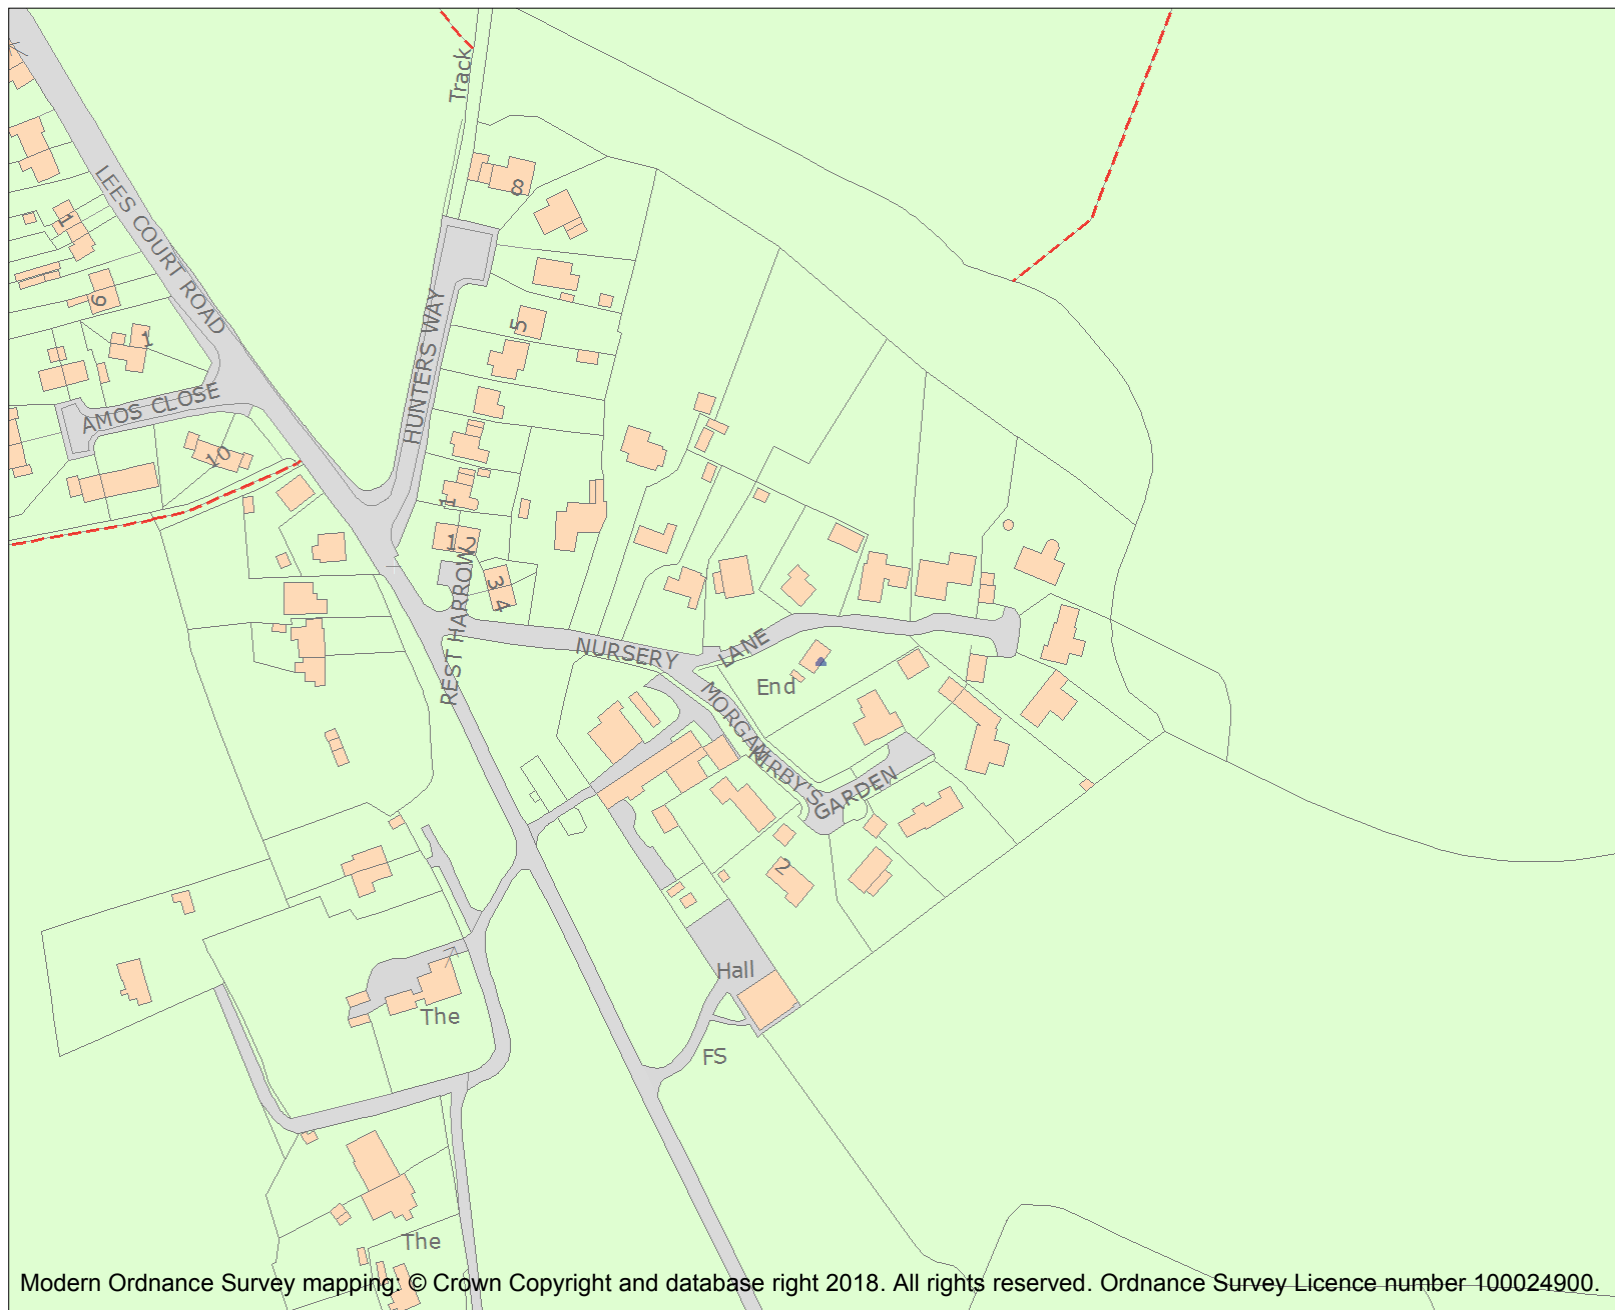 Track
8
LEES COURT ROAD
1
6
HUNTERS WAY
5
1
AMOS CLOSE
10
1
1 2
3 4
REST HARROW
NURSERY
LANE
End
MORGAN
KIRBY'S
GARDEN
2
Hall
The
FS
The
Modern Ordnance Survey mapping: © Crown Copyright and database right 2018. All rights reserved. Ordnance Survey Licence number 100024900.